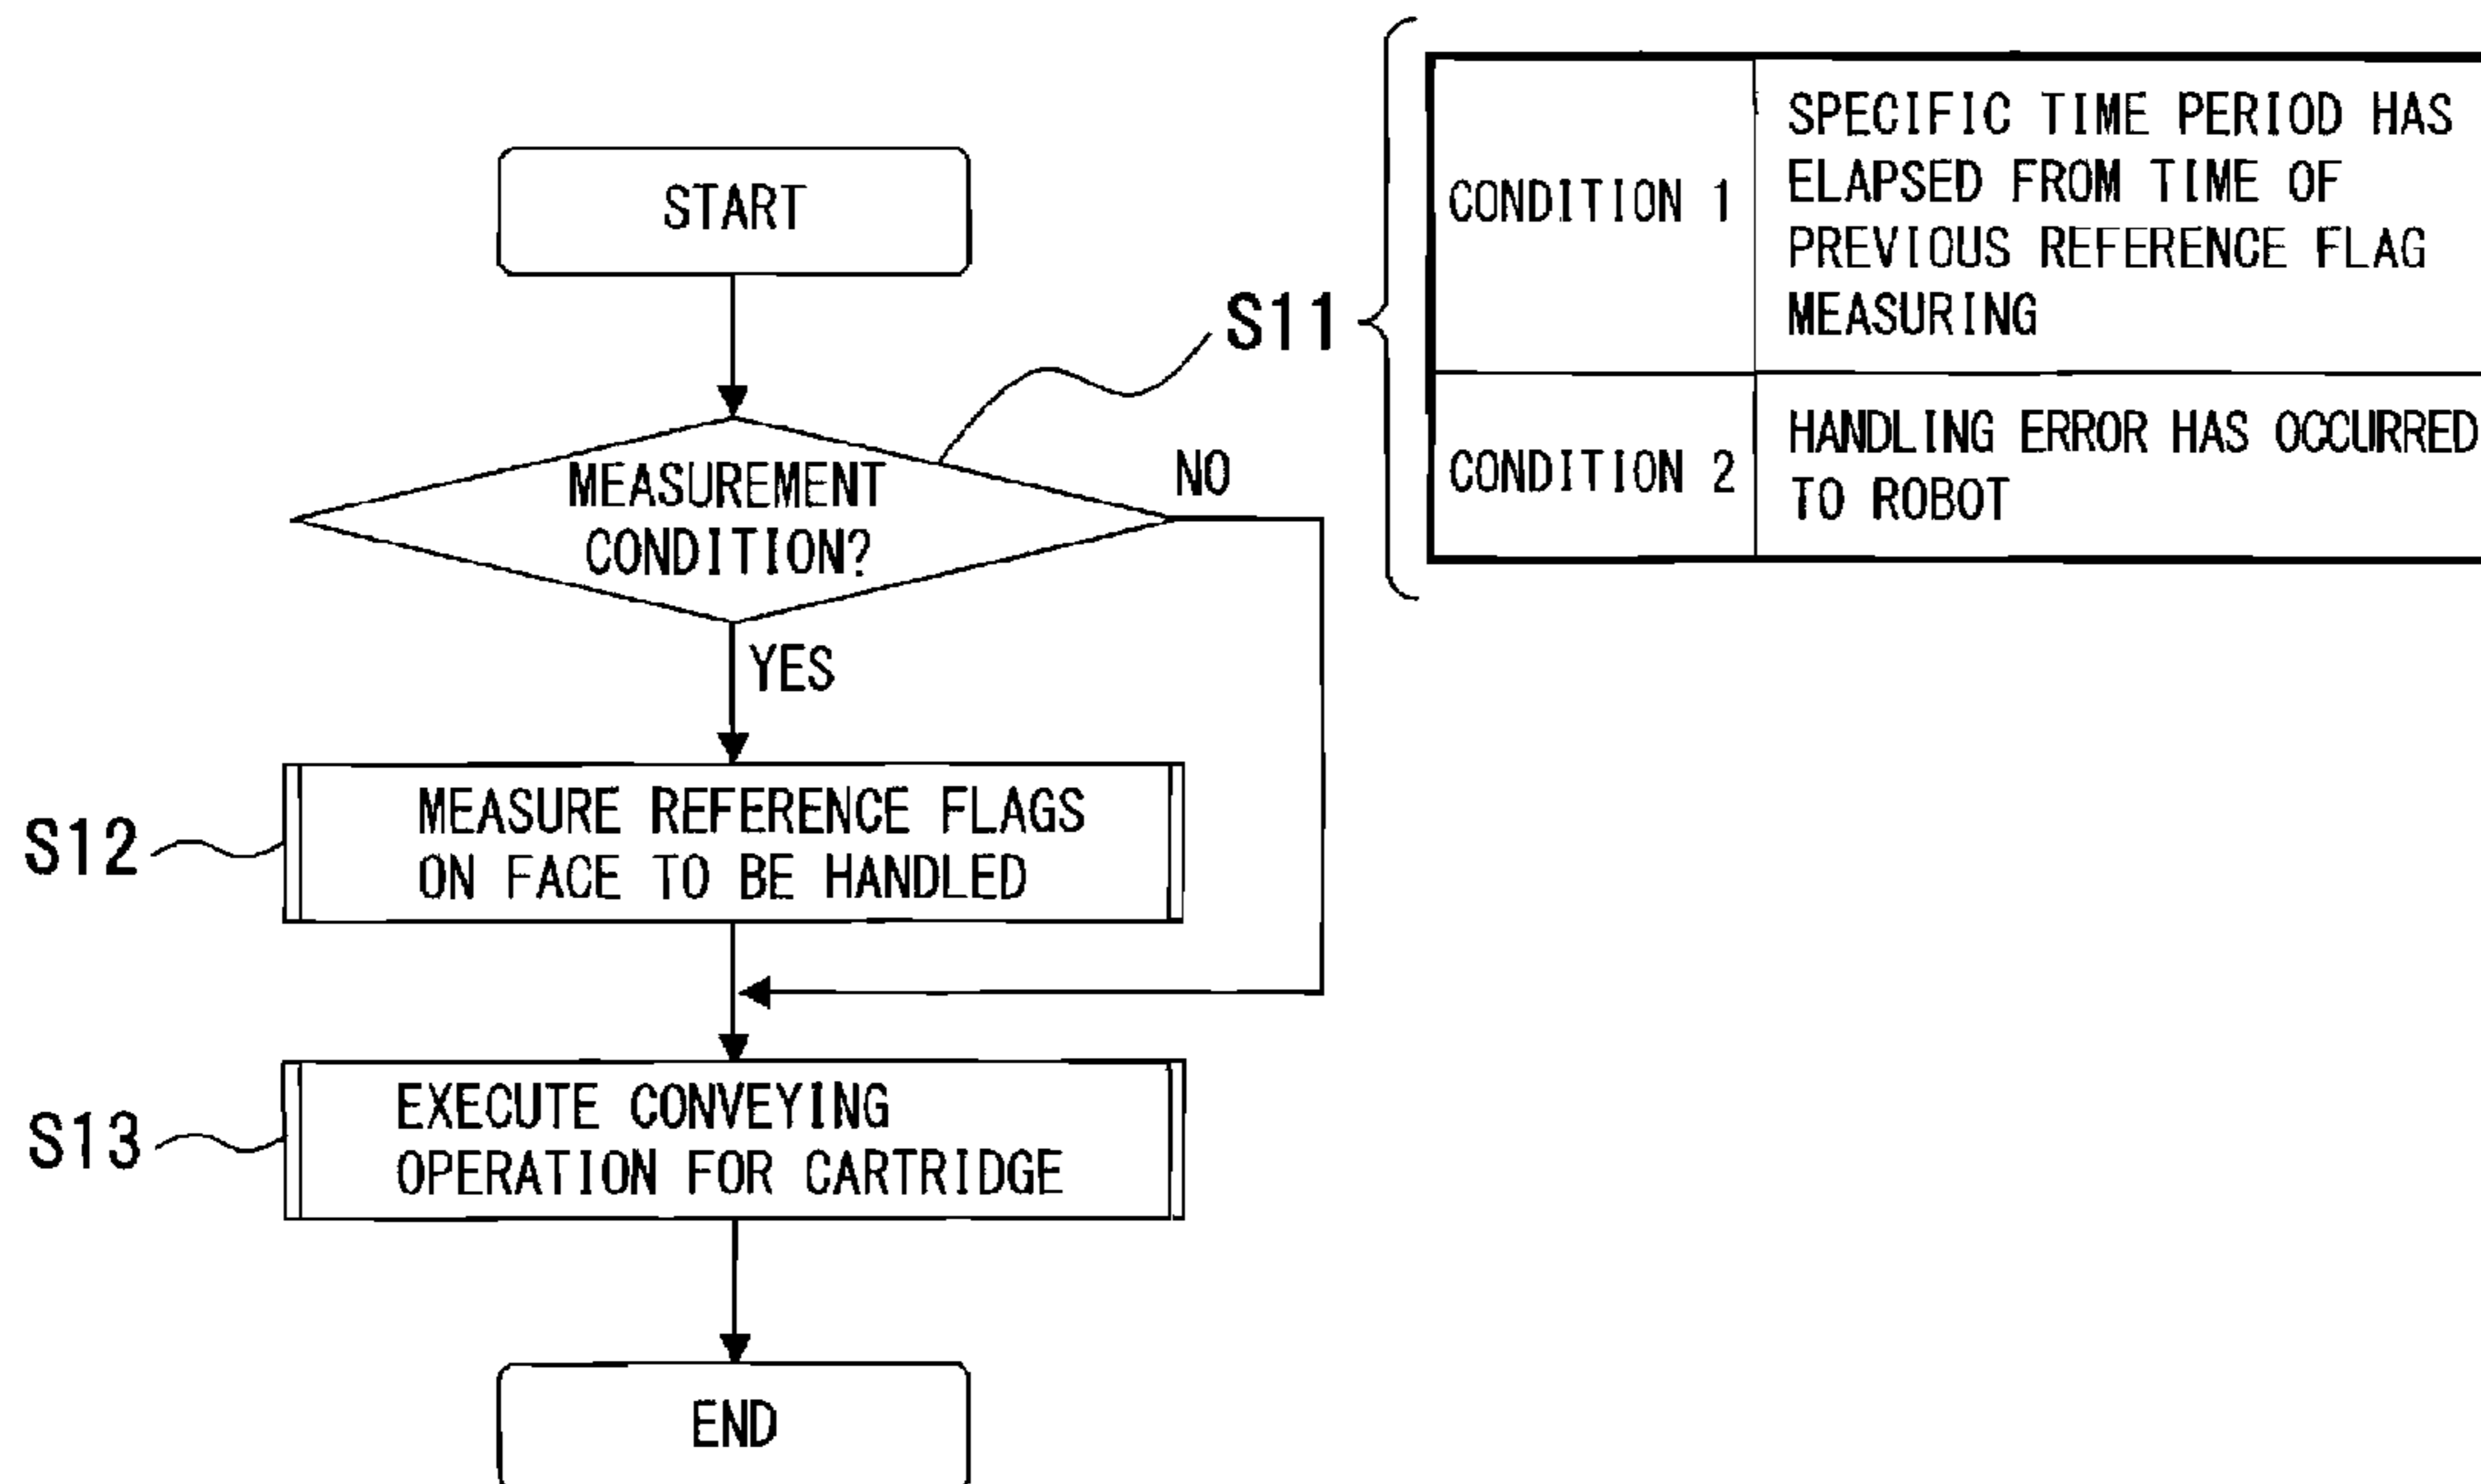 START
MEASUREMENT
CONDITION?
NO
YES
S11
CONDITION 1
SPECIFIC TIME PERIOD HAS
ELAPSED FROM TIME OF
PREVIOUS REFERENCE FLAG
MEASURING
CONDITION 2
HANDLING ERROR HAS OCCURRED
TO ROBOT
S12
MEASURE REFERENCE FLAGS
ON FACE TO BE HANDLED
S13
EXECUTE CONVEYING
OPERATION FOR CARTRIDGE
END